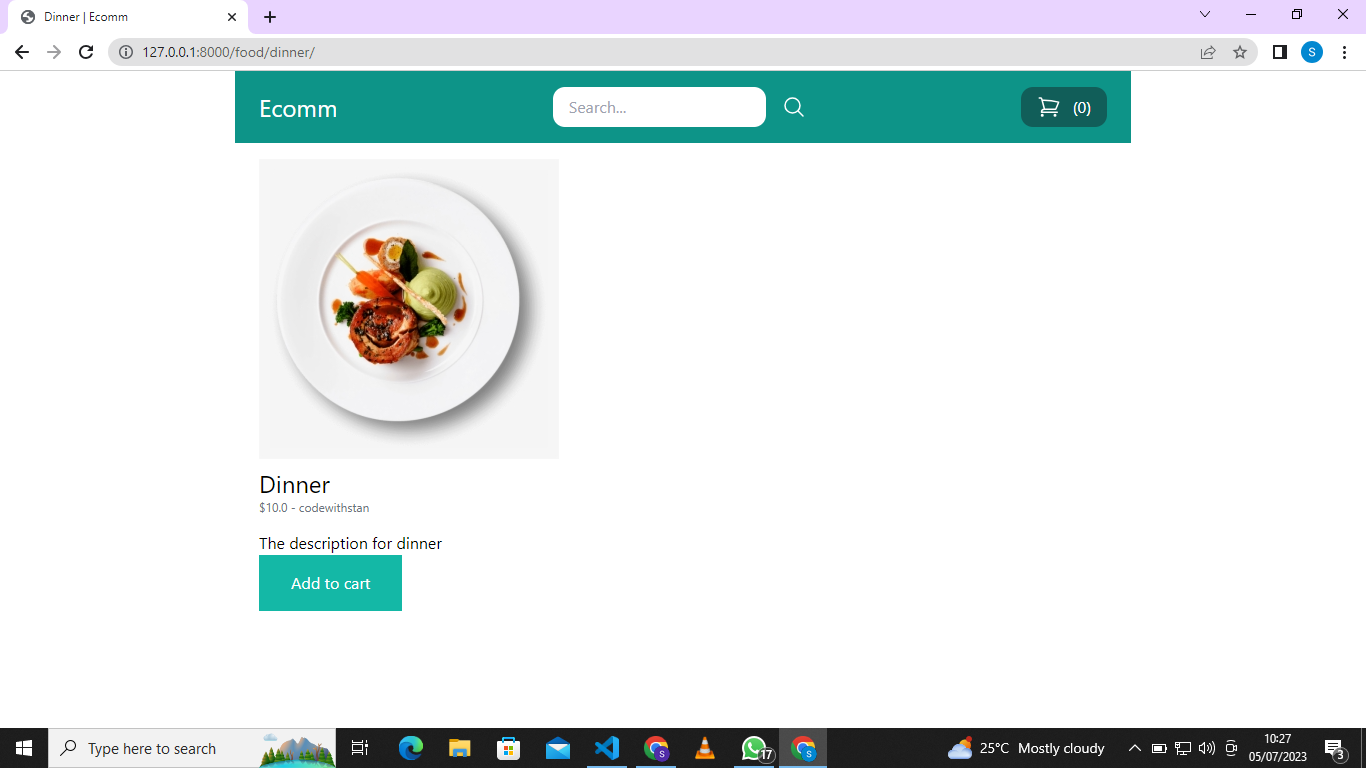 Dinner | Ecomm
127.0.0.1:8000/food/dinner/
S
Ecomm
Search...
(0)
Dinner
$10.0 - codewithstan
The description for dinner
Add to cart
Type here to search
S
17
S
25°C Mostly cloudy
10:27
05/07/2023
3